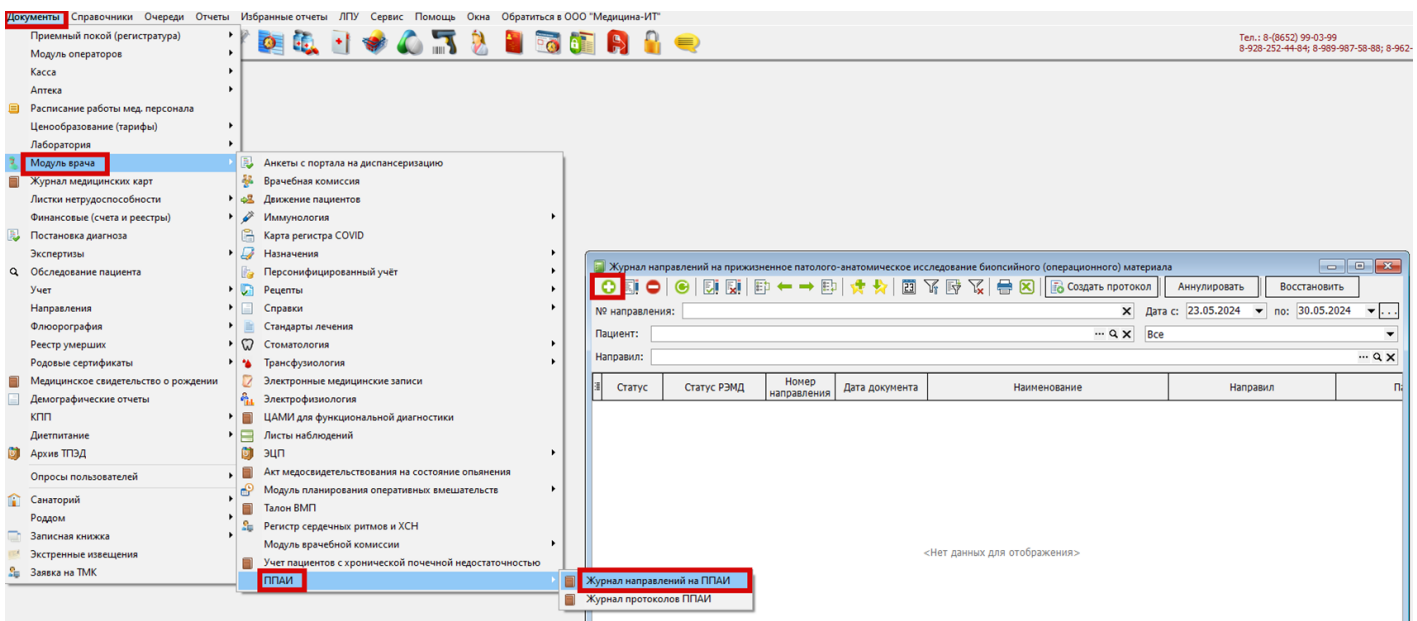 Документы Справочники Очереди Отчеты Избранные отчеты ЛПУ Сервис Помощь Окна Обратиться в ООО "Медицина-ИТ"
Тел.: 8-(8652) 99-03-99
8-928-252-44-84; 8-989-987-58-88; 8-962-
Приемный покой (регистратура)
Модуль операторов
Касса
Аптека
Расписание работы мед. персонала
Ценообразование (тарифы)
Лаборатория
Модуль врача
Журнал медицинских карт
Листки нетрудоспособности
Финансовые (счета и реестры)
Постановка диагноза
Экспертизы
Обследование пациента
Учет
Направления
Флюорография
Реестр умерших
Родовые сертификаты
Медицинское свидетельство о рождении
Демографические отчеты
КПП
Диетпитание
Архив ТПЭД
Опросы пользователей
Санаторий
Роддом
Записная книжка
Экстренные извещения
Заявка на ТМК
Анкеты с портала на диспансеризацию
Врачебная комиссия
Движение пациентов
Иммунология
Карта регистра COVID
Назначения
Персонифицированный учёт
Рецепты
Справки
Стандарты лечения
Стоматология
Трансфузиология
Электронные медицинские записи
Электрофизиология
ЦАМИ для функциональной диагностики
Листы наблюдений
ЭЦП
Акт медосвидетельствования на состояние опьянения
Модуль планирования оперативных вмешательств
Талон ВМП
Регистр сердечных ритмов и ХСН
Модуль врачебной комиссии
Учет пациентов с хронической почечной недостаточностью
ППАИ
Журнал направлений на ППАИ
Журнал протоколов ППАИ
Журнал направлений на прижизненное патолого-анатомическое исследование биопсийного (операционного) материала
23 Создать протокол Аннулировать Восстановить
№ направления: Дата с: 23.05.2024 по: 30.05.2024
Пациент: Все
Направил:
Статус Статус РЭМД Номер направления Дата документа Наименование Направил Па
<Нет данных для отображения>